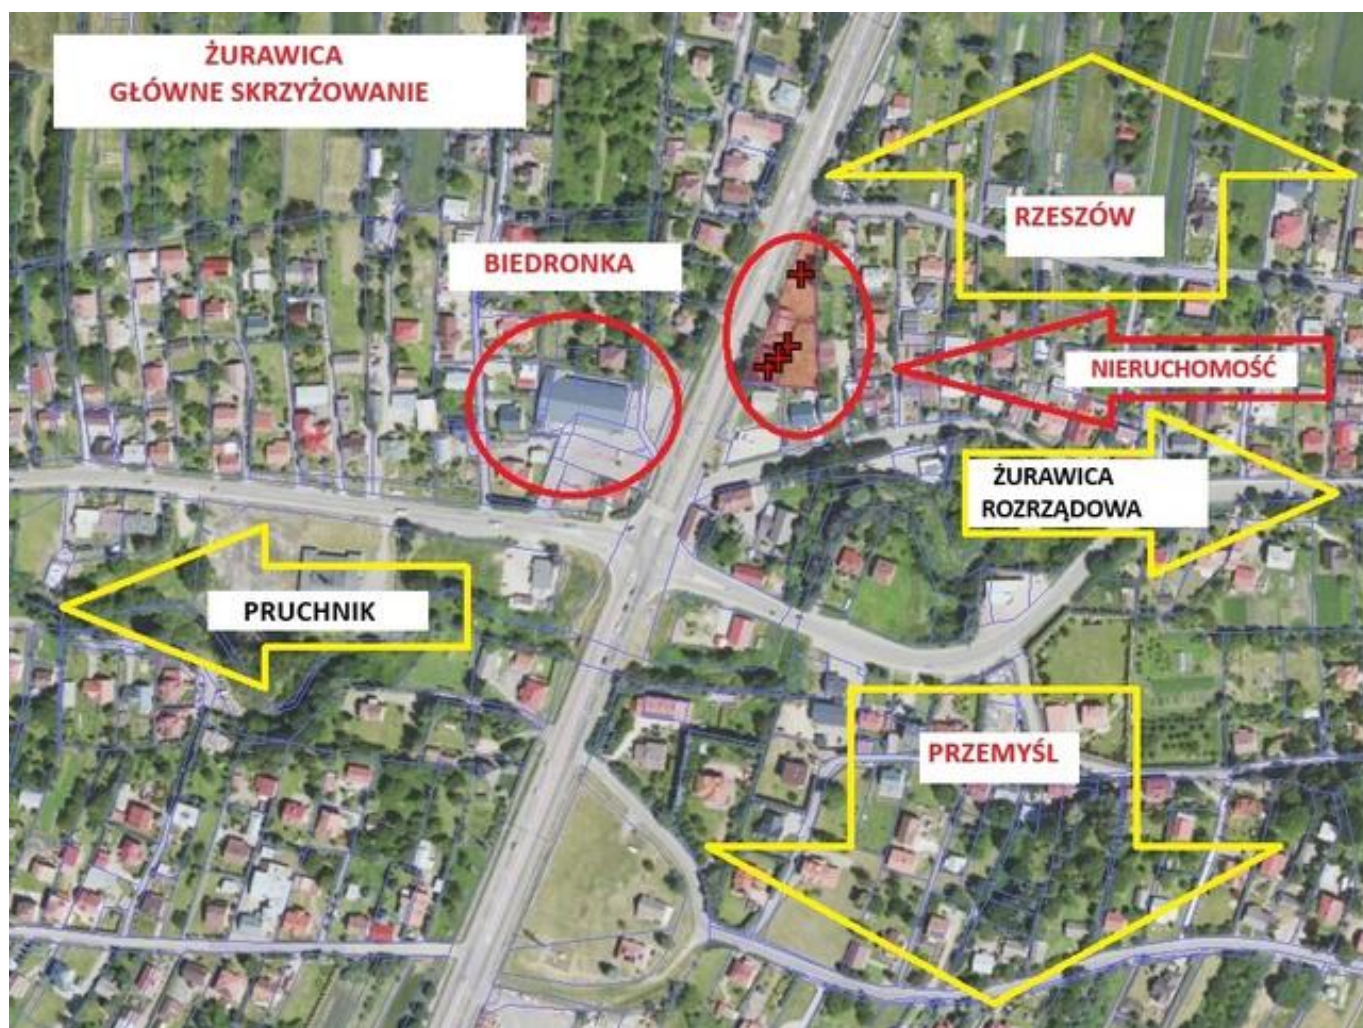 ŻURAWICA
GŁÓWNE SKRZYŻOWANIE
RZESZÓW
BIEDRONKA
NIERUCHOMOŚĆ
ŻURAWICA
ROZRZĄDOWA
PRUCHNIK
PRZEMYŚL